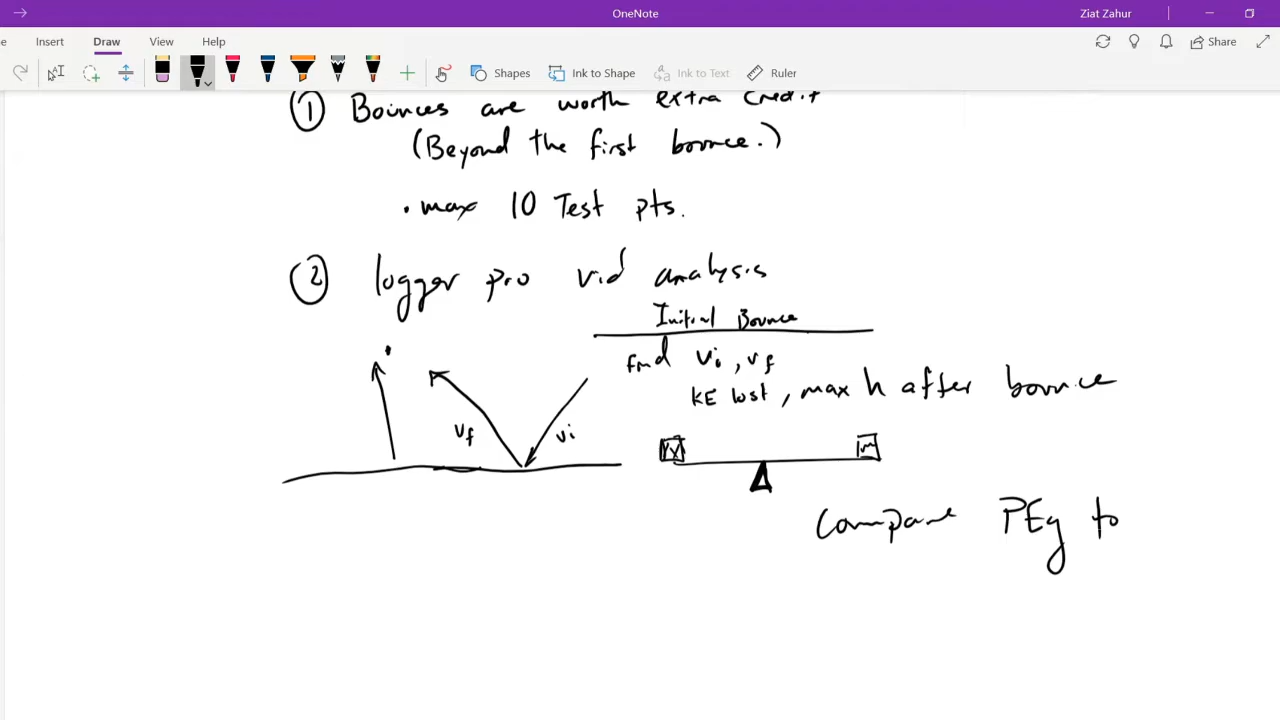 OneNote
Ziat Zahur
Insert Draw View Help
Share
Shapes Ink to Shape Ink to Text Ruler
① Bounces are worth extra credit
(Beyond the first bounce.)
. max 10 Test pts.
② logger pro vid analysis
Initial Bounce
find vi, vf
KE lost, max h after bounce
vf
vi
Compare PEg to